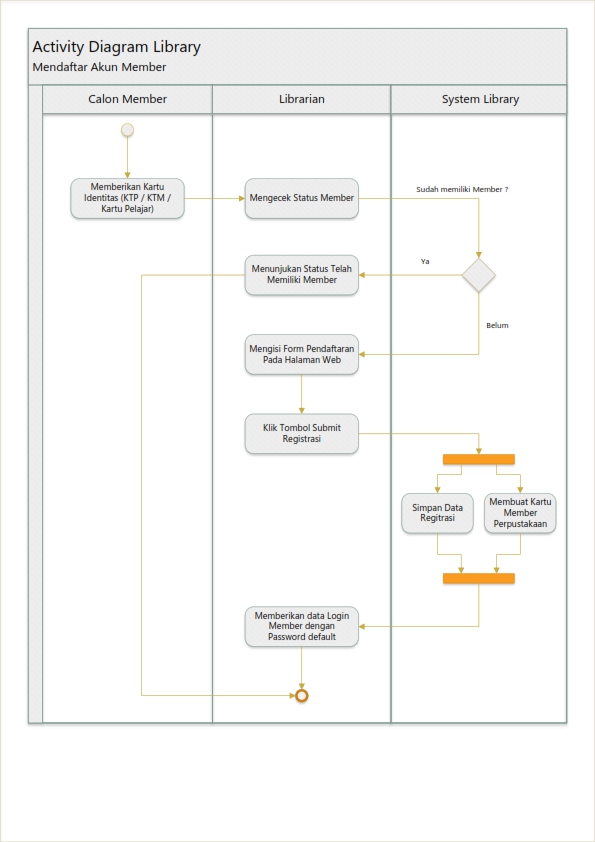 Activity Diagram Library
Mendaftar Akun Member
Calon Member
Librarian
System Library
Memberikan Kartu
Identitas (KTP / KTM /
Kartu Pelajar)
Mengecek Status Member
Sudah memiliki Member ?
Menunjukan Status Telah
Memiliki Member
Ya
Belum
Mengisi Form Pendaftaran
Pada Halaman Web
Klik Tombol Submit
Registrasi
Simpan Data
Regitrasi
Membuat Kartu
Member
Perpustakaan
Memberikan data Login
Member dengan
Password default